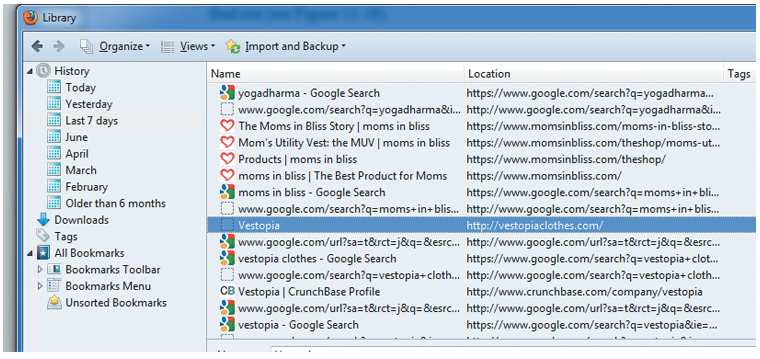 Library
Organize Views Import and Backup
Name Location Tags
History
Today
Yesterday
Last 7 days
June
April
March
February
Older than 6 months
Downloads
Tags
All Bookmarks
Bookmarks Toolbar
Bookmarks Menu
Unsorted Bookmarks
yogadharma - Google Search https://www.google.com/search?q=yogadharma...
www.google.com/search?q=yogadharma&i... https://www.google.com/search?q=yogadharma&i...
The Moms in Bliss Story | moms in bliss https://www.momsinbliss.com/moms-in-bliss-sto...
Mom's Utility Vest: the MUV | moms in bliss https://www.momsinbliss.com/theshop/moms-ut...
Products | moms in bliss https://www.momsinbliss.com/theshop/
moms in bliss | The Best Product for Moms https://www.momsinbliss.com/
moms in bliss - Google Search https://www.google.com/search?q=moms+in+blis...
www.google.com/search?q=moms+in+blis... https://www.google.com/search?q=moms+in+blis...
Vestopia http://vestopiaclothes.com/
www.google.com/url?sa=t&rct=j&q=&esrc... http://www.google.com/url?sa=t&rct=j&q=&esrc...
vestopia clothes - Google Search https://www.google.com/search?q=vestopia+clot...
www.google.com/search?q=vestopia+cloth... https://www.google.com/search?q=vestopia+clot...
CB Vestopia | CrunchBase Profile http://www.crunchbase.com/company/vestopia
www.google.com/url?sa=t&rct=j&q=&esrc... http://www.google.com/url?sa=t&rct=j&q=&esrc...
vestopia - Google Search https://www.google.com/search?q=vestopia&ie=...